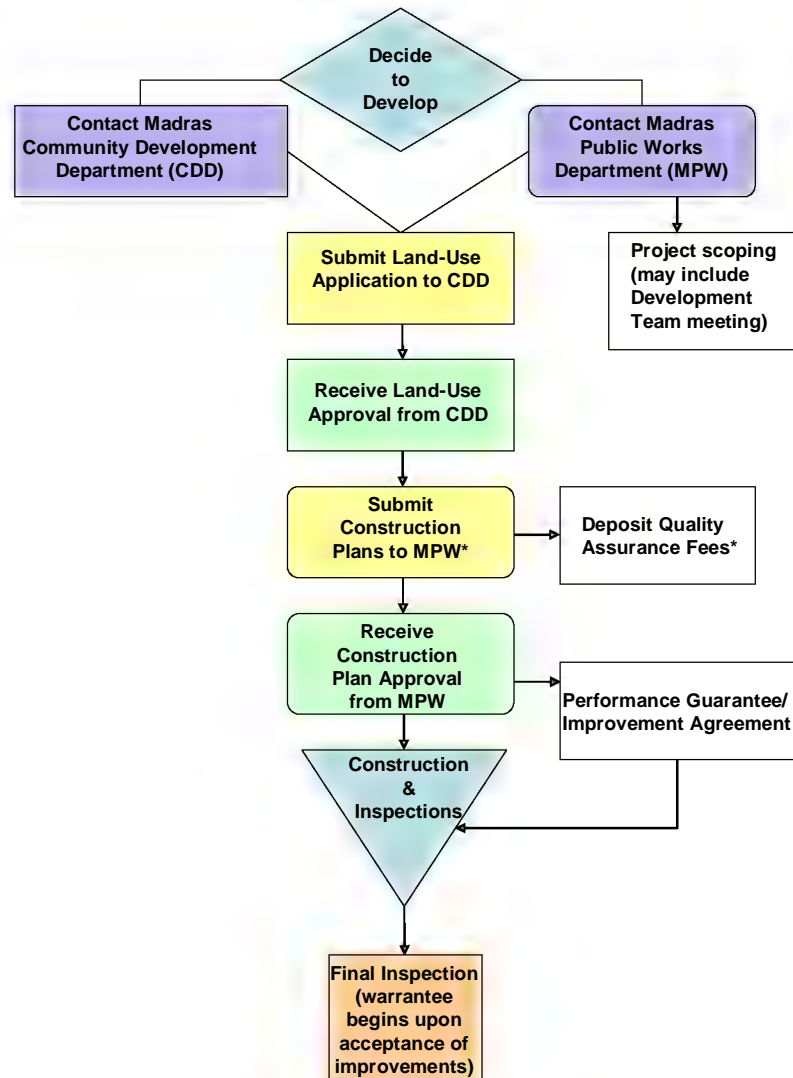 Decide
to
Develop
Contact Madras
Community Development
Department (CDD)
Contact Madras
Public Works
Department (MPW)
Submit Land-Use
Application to CDD
Project scoping
(may include
Development
Team meeting)
Receive Land-Use
Approval from CDD
Submit
Construction
Plans to MPW*
Deposit Quality
Assurance Fees*
Receive
Construction
Plan Approval
from MPW
Performance Guarantee/
Improvement Agreement
Construction
&
Inspections
Final Inspection
(warrantee
begins upon
acceptance of
improvements)